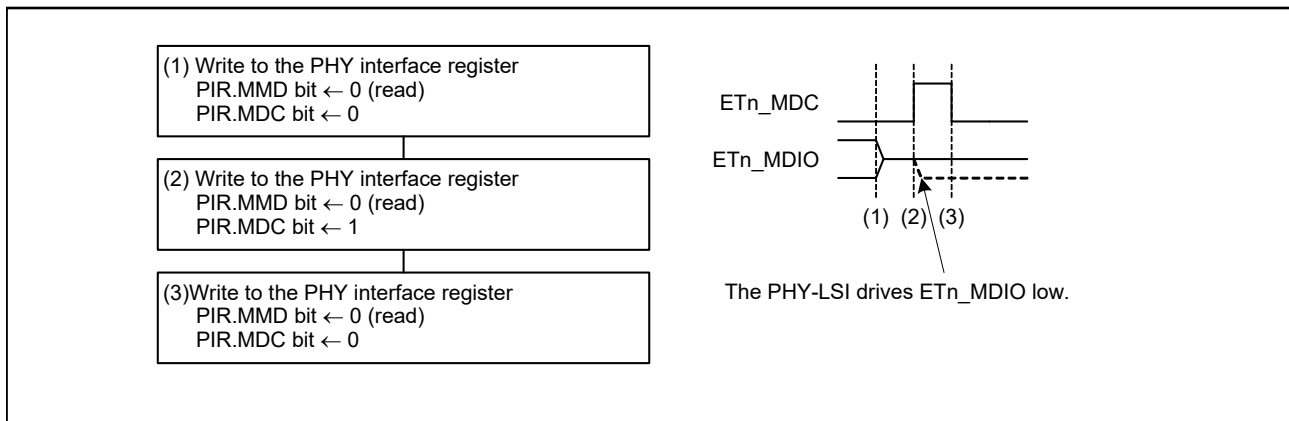 (1) Write to the PHY interface register
PIR.MMD bit ← 0 (read)
PIR.MDC bit ← 0
(2) Write to the PHY interface register
PIR.MMD bit ← 0 (read)
PIR.MDC bit ← 1
(3)Write to the PHY interface register
PIR.MMD bit ← 0 (read)
PIR.MDC bit ← 0
ETn_MDC
ETn_MDIO
(1) (2) (3)
The PHY-LSI drives ETn_MDIO low.